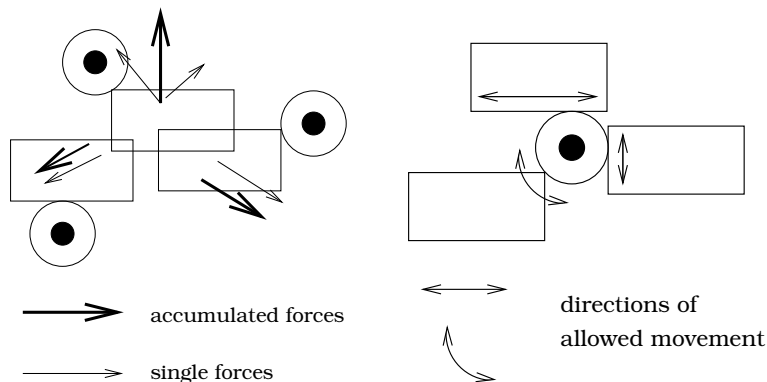 accumulated forces
single forces
directions of
allowed movement